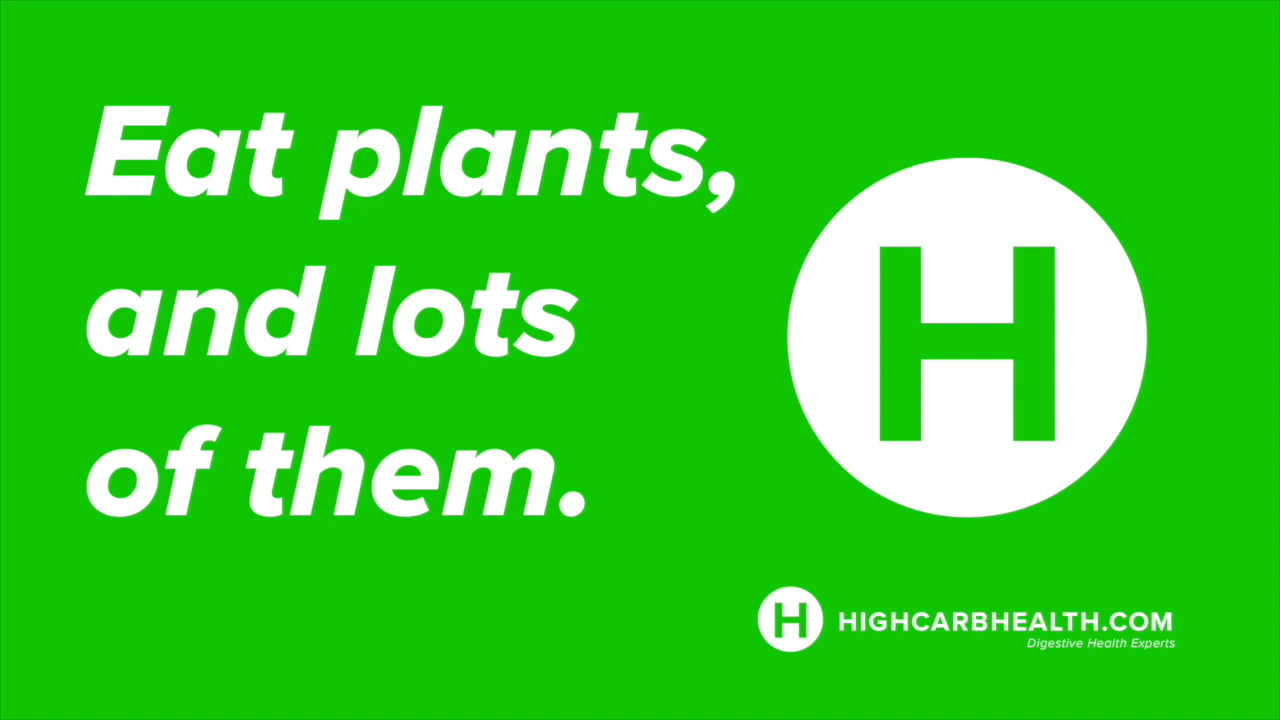 Eat plants,
and lots
of them.
H
H HIGHCARBHEALTH.COM
Digestive Health Experts